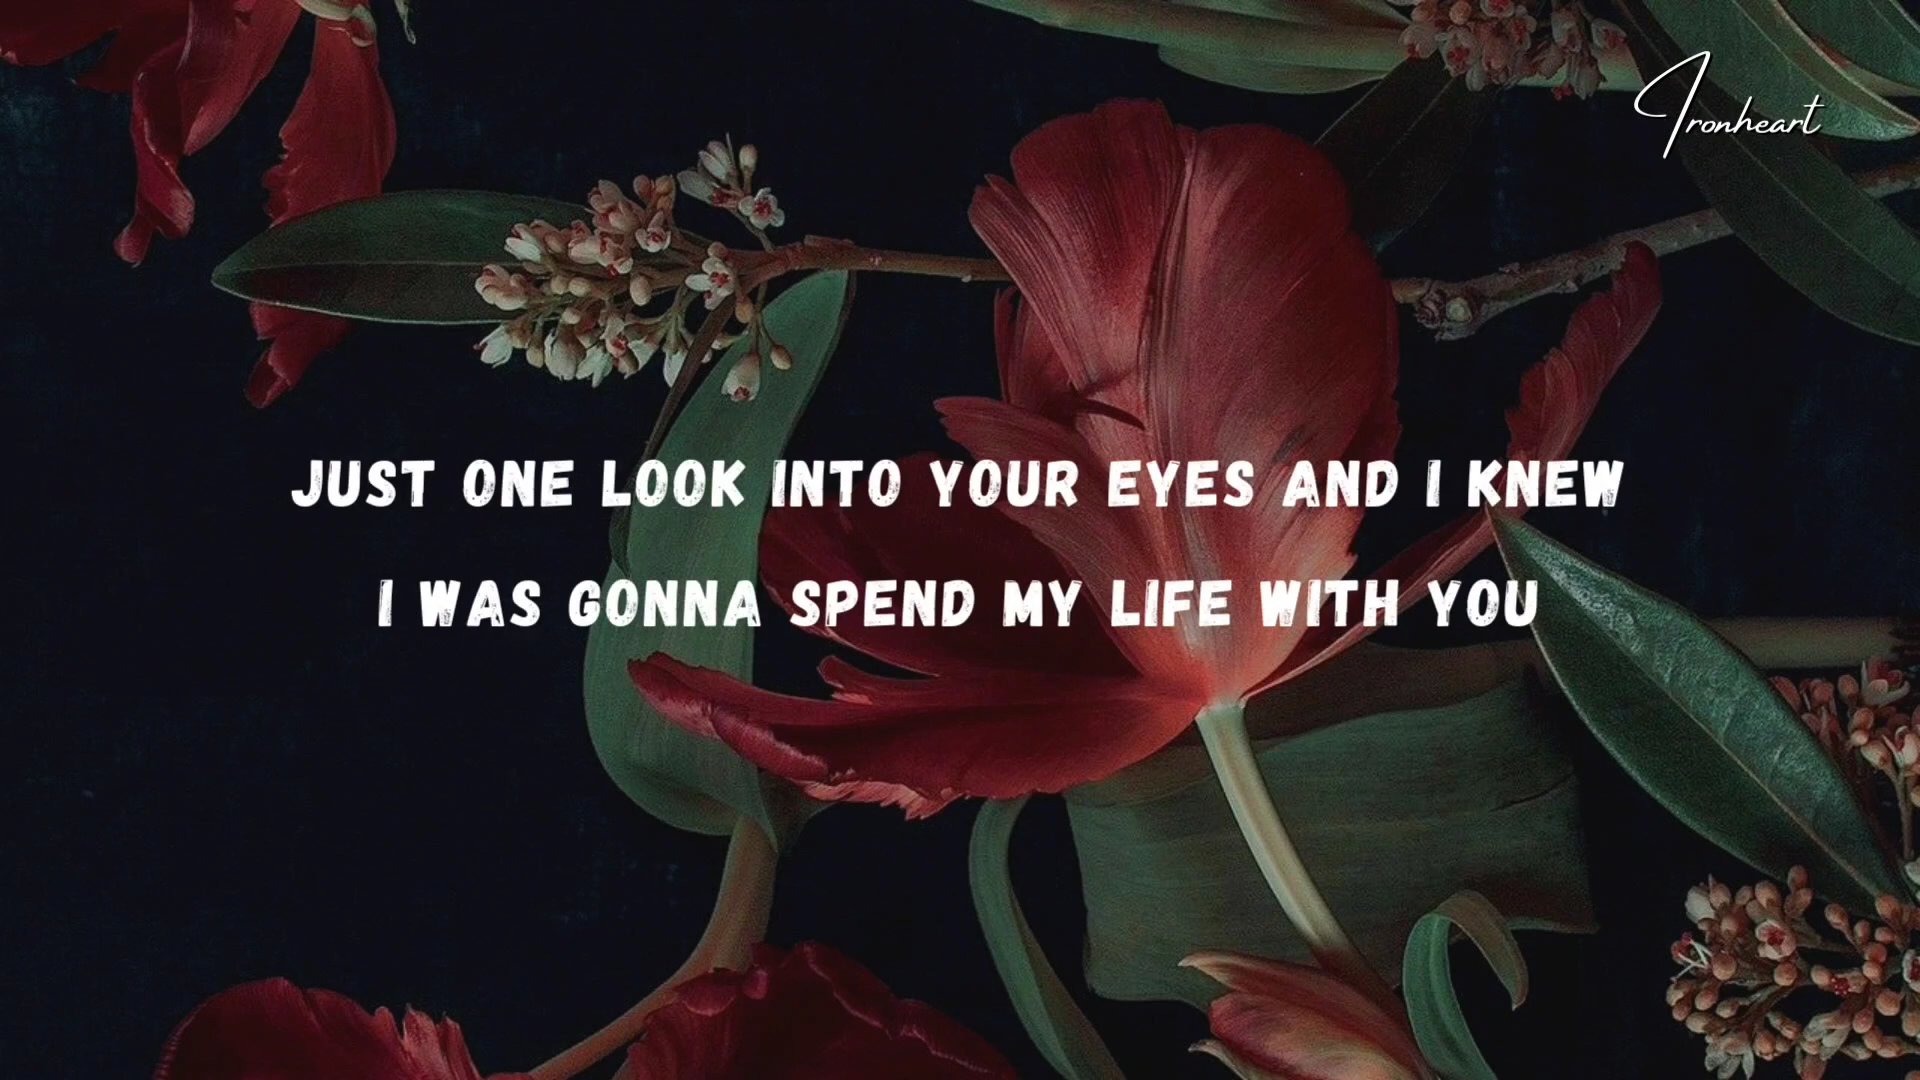 Ironheart
JUST ONE LOOK INTO YOUR EYES AND I KNEW
I WAS GONNA SPEND MY LIFE WITH YOU